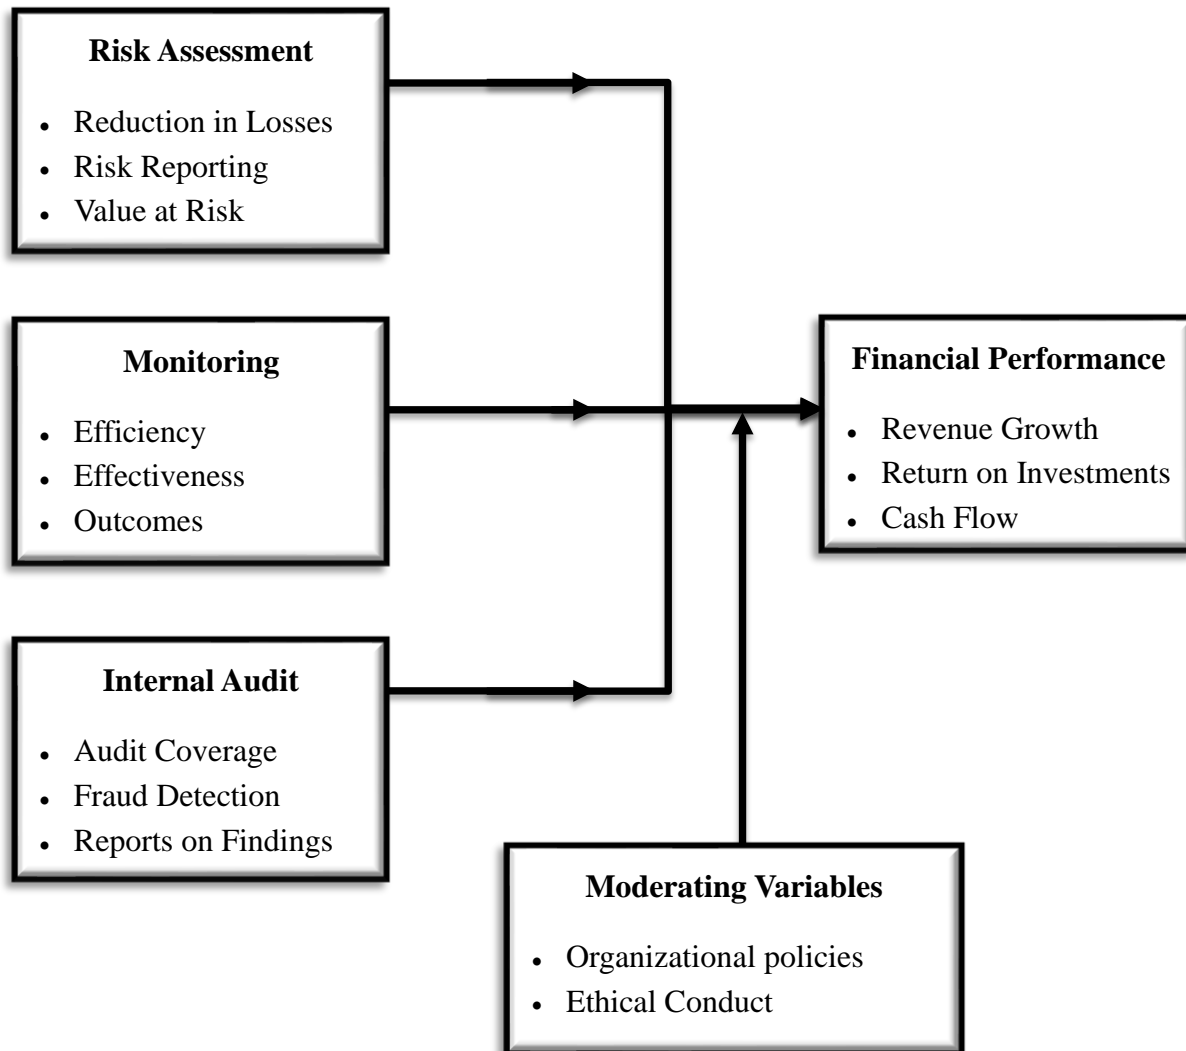 Risk Assessment
• Reduction in Losses
• Risk Reporting
• Value at Risk
Monitoring
• Efficiency
• Effectiveness
• Outcomes
Financial Performance
• Revenue Growth
• Return on Investments
• Cash Flow
Internal Audit
• Audit Coverage
• Fraud Detection
• Reports on Findings
Moderating Variables
• Organizational policies
• Ethical Conduct